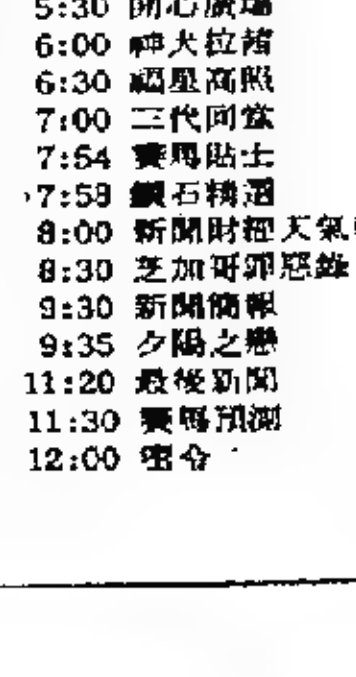 5:30 開心廣場
6:00 神犬拉諾
6:30 福星高照
7:00 三代同堂
7:54 賽馬貼士
7:58 鑽石精選
8:00 新聞財經天氣
8:30 芝加哥罪惡錄
9:30 新聞簡報
9:35 夕陽之戀
11:20 最後新聞
11:30 賽馬預測
12:00 密令